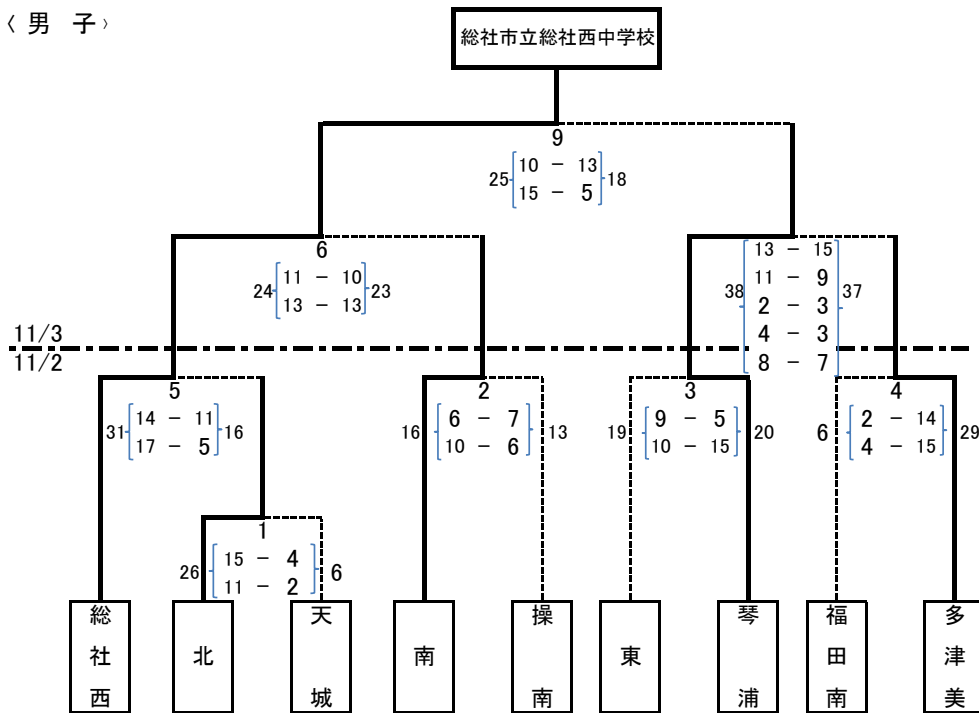 〈 男 子 〉
総社市立総社西中学校
9
10 － 13
25 18
15 － 5
6
11 － 10
24 23
13 － 13
13 － 15
11 － 9
38 2 － 3 37
4 － 3
8 － 7
11/3
11/2
5
14 － 11
31 16
17 － 5
2
6 － 7
16 13
10 － 6
3
9 － 5
19 20
10 － 15
4
2 － 14
6 29
4 － 15
1
15 － 4
26 6
11 － 2
総社西
北
天城
南
操南
東
琴浦
福田南
多津美